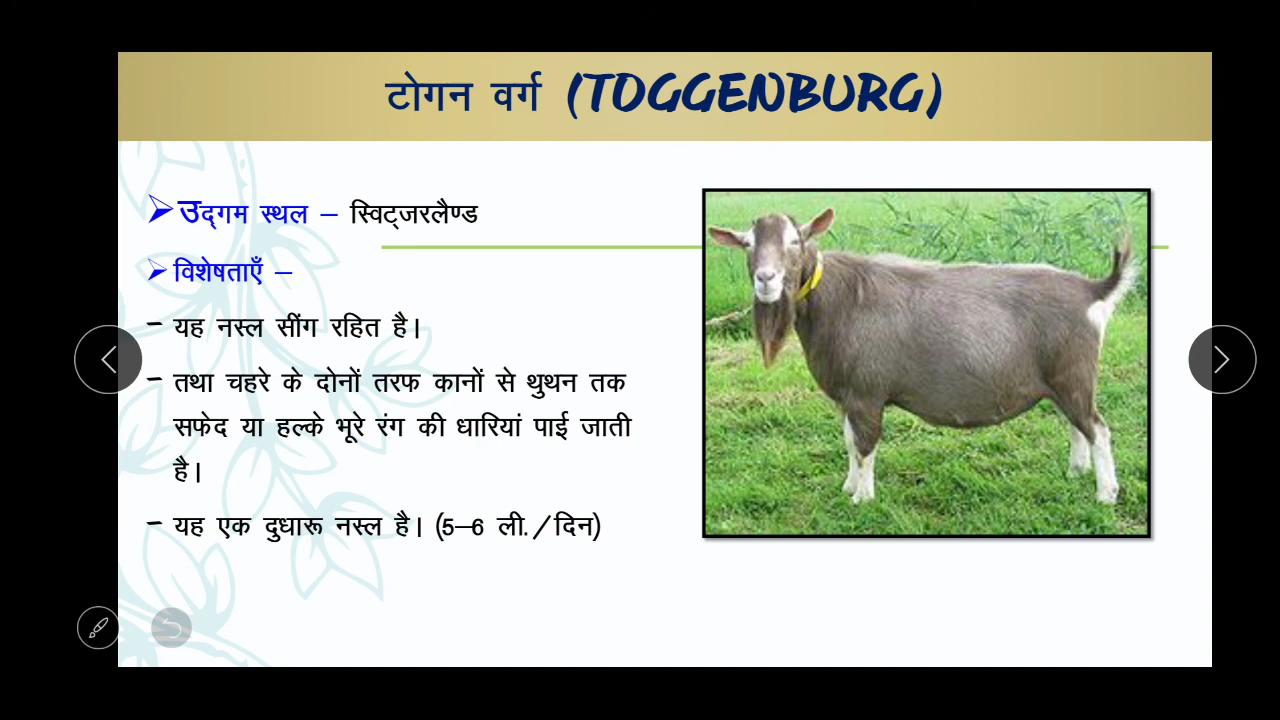 टोगन वर्ग (TOGGENBURG)
➢उद्गम स्थल – स्विट्जरलैण्ड
➢विशेषताएँ –
– यह नस्ल सींग रहित है।
– तथा चहरे के दोनों तरफ कानों से थुथन तक
सफेद या हल्के भूरे रंग की धारियां पाई जाती
है।
– यह एक दुधारू नस्ल है। (5–6 ली./दिन)